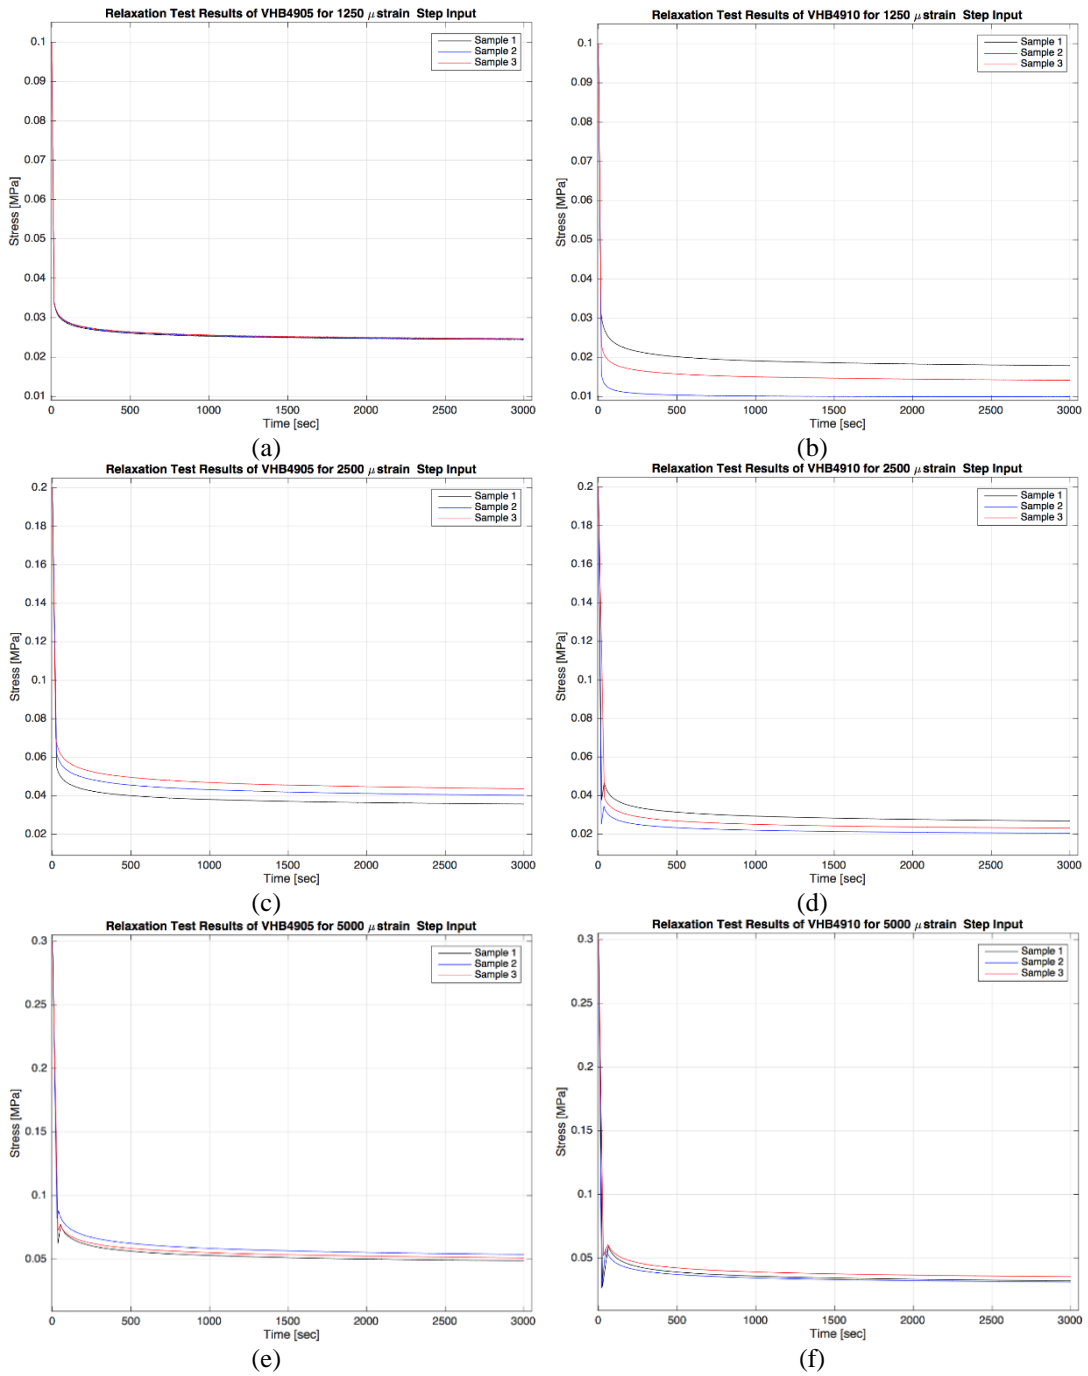 Relaxation Test Results of VHB4905 for 1250 μ strain Step Input
0.1
0.09
0.08
0.07
0.06
0.05
0.04
0.03
0.02
0.01
Stress [MPa]
Sample 1
Sample 2
Sample 3
0 500 1000 1500 2000 2500 3000
Time [sec]
(a)
Relaxation Test Results of VHB4910 for 1250 μ strain Step Input
0.1
0.09
0.08
0.07
0.06
0.05
0.04
0.03
0.02
0.01
Stress [MPa]
Sample 1
Sample 2
Sample 3
0 500 1000 1500 2000 2500 3000
Time [sec]
(b)
Relaxation Test Results of VHB4905 for 2500 μ strain Step Input
0.2
0.18
0.16
0.14
0.12
0.1
0.08
0.06
0.04
0.02
Stress [MPa]
Sample 1
Sample 2
Sample 3
0 500 1000 1500 2000 2500 3000
Time [sec]
(c)
Relaxation Test Results of VHB4910 for 2500 μ strain Step Input
0.2
0.18
0.16
0.14
0.12
0.1
0.08
0.06
0.04
0.02
Stress [MPa]
Sample 1
Sample 2
Sample 3
0 500 1000 1500 2000 2500 3000
Time [sec]
(d)
Relaxation Test Results of VHB4905 for 5000 μ strain Step Input
0.3
0.25
0.2
0.15
0.1
0.05
Stress [MPa]
Sample 1
Sample 2
Sample 3
0 500 1000 1500 2000 2500 3000
Time [sec]
(e)
Relaxation Test Results of VHB4910 for 5000 μ strain Step Input
0.3
0.25
0.2
0.15
0.1
0.05
Stress [MPa]
Sample 1
Sample 2
Sample 3
0 500 1000 1500 2000 2500 3000
Time [sec]
(f)